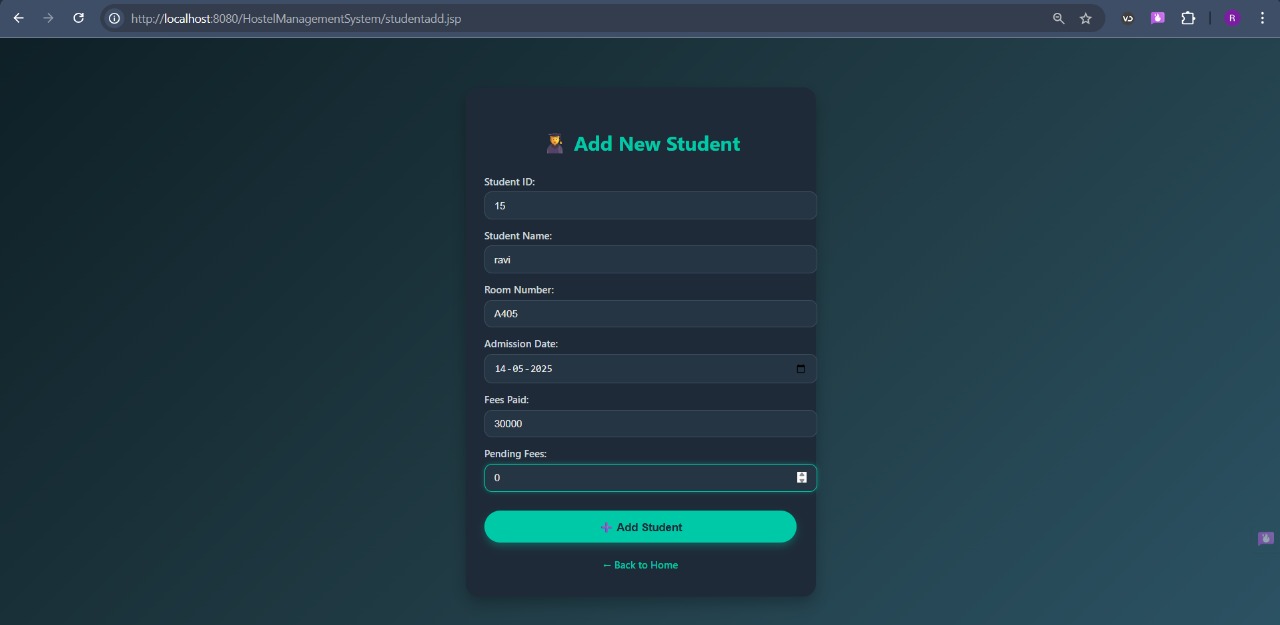 http://localhost:8080/HostelManagementSystem/studentadd.jsp
VD
R
Add New Student
Student ID:
15
Student Name:
ravi
Room Number:
A405
Admission Date:
14-05-2025
Fees Paid:
30000
Pending Fees:
0
Add Student
← Back to Home